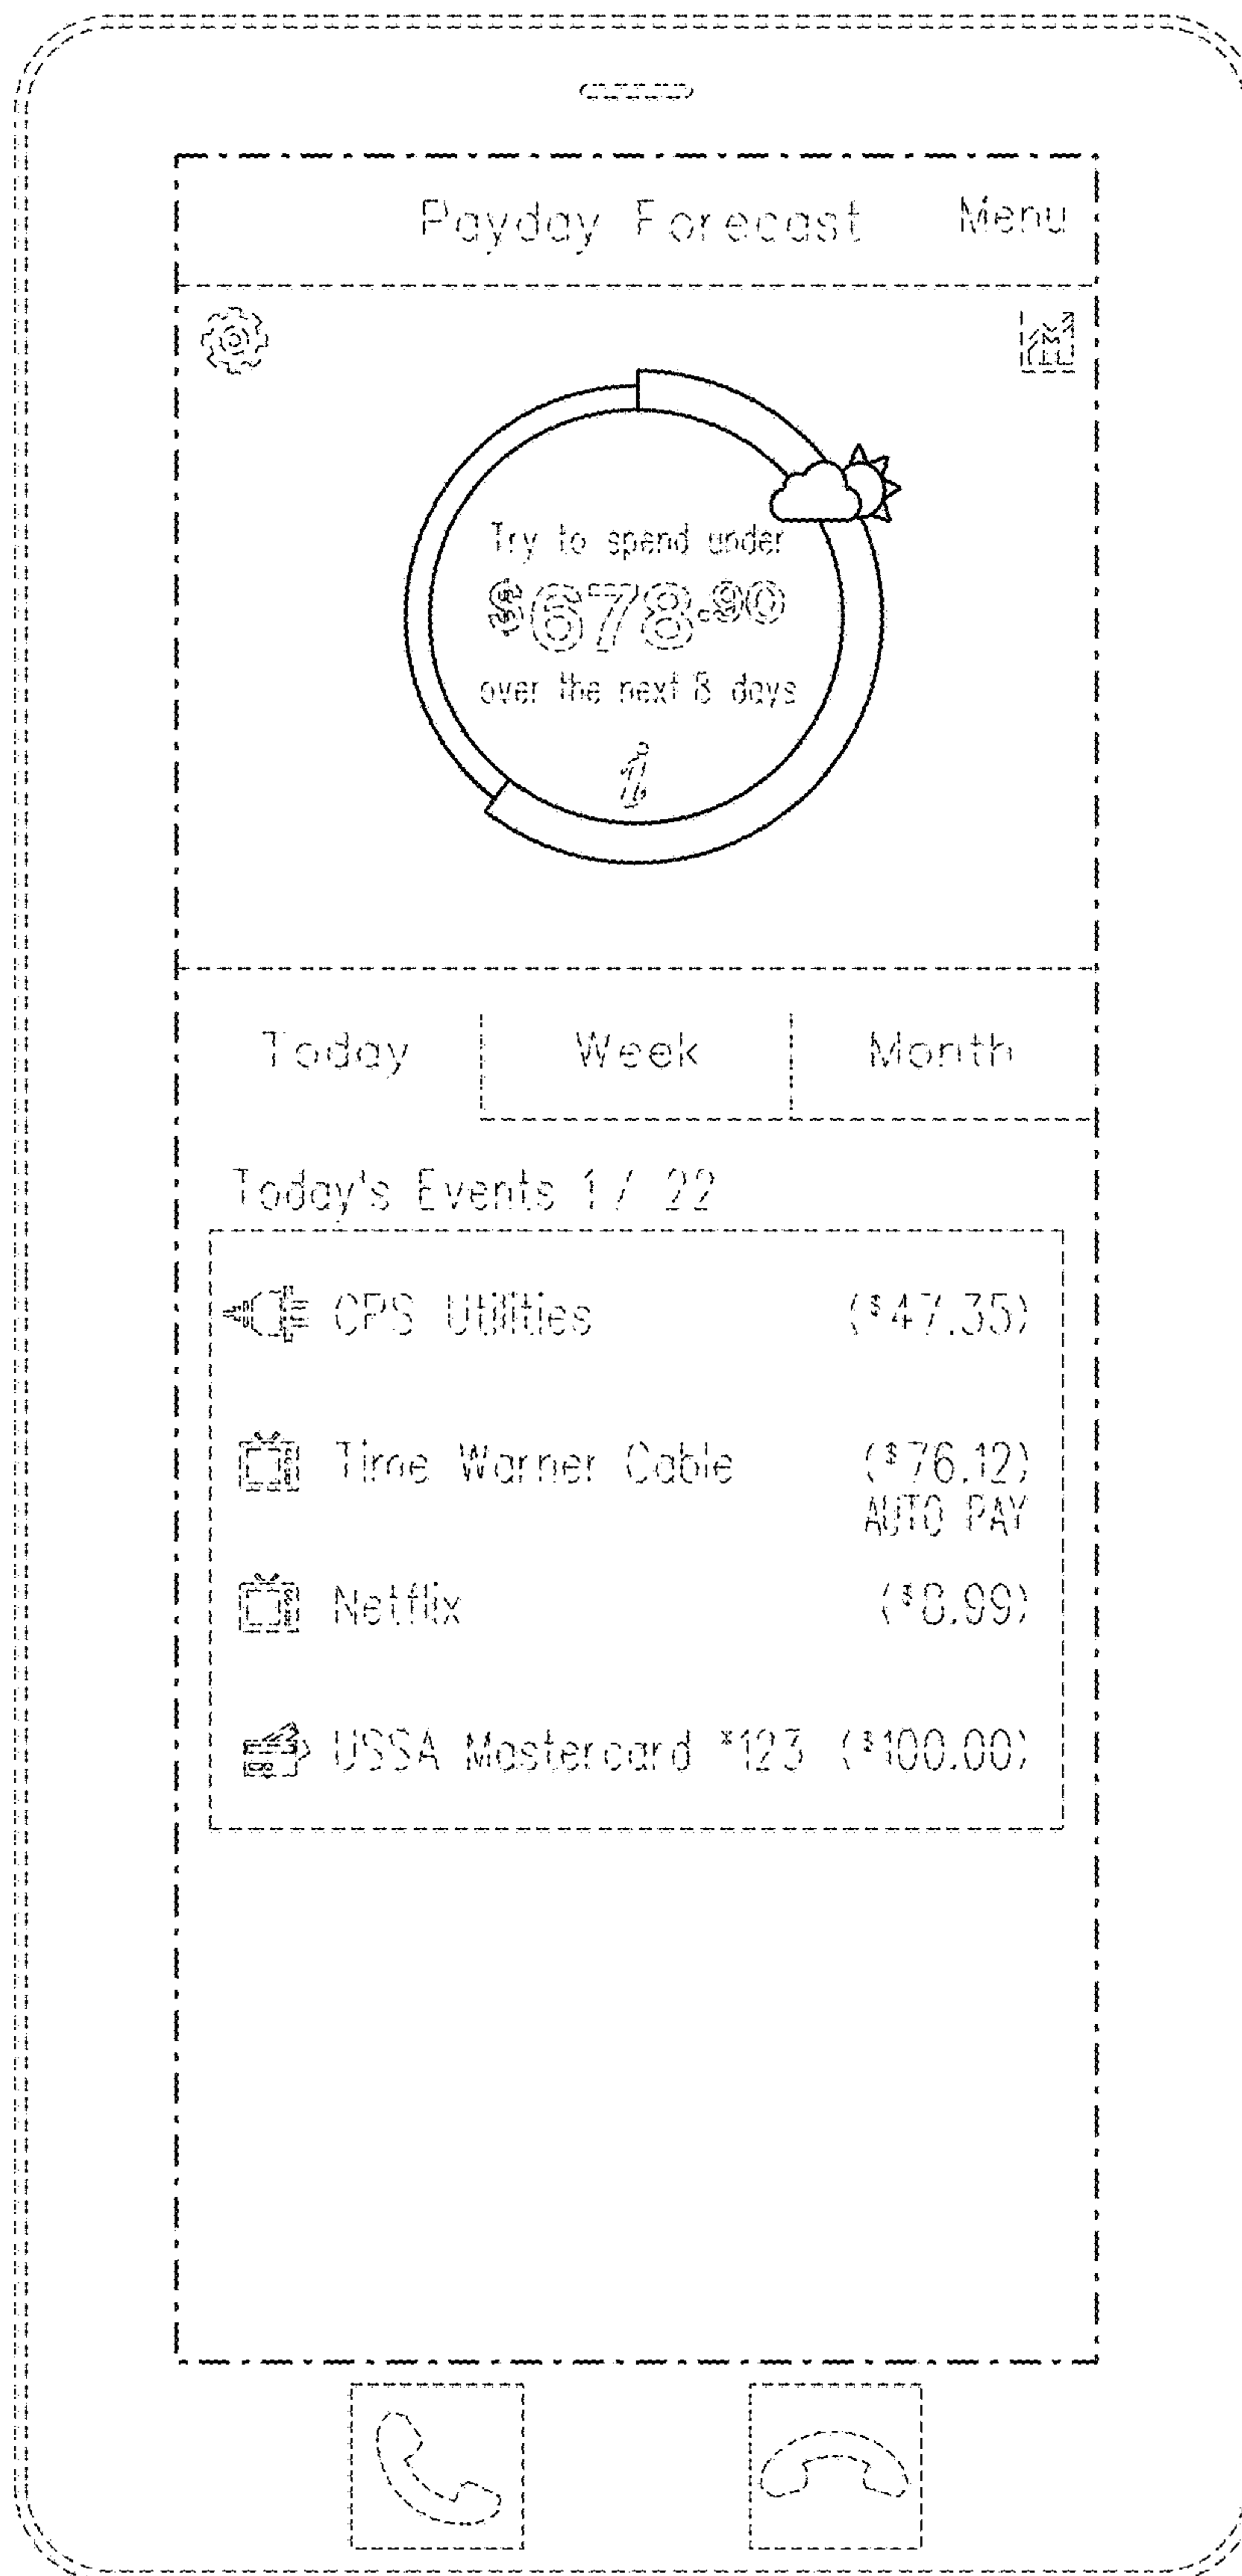 Payday Forecast Menu
Try to spend under
$678.90
over the next 8 days
i
Today Week Month
Today's Events 1 / 22
CPS Utilities ($47.35)
Time Warner Cable ($76.12)
AUTO PAY
Netflix ($8.99)
USSA Mastercard *123 ($100.00)